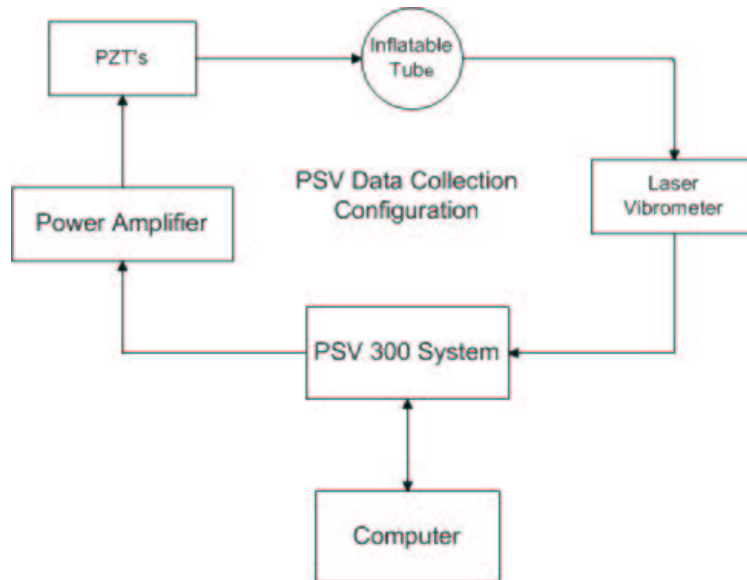 PZT's
Inflatable
Tube
PSV Data Collection
Configuration
Laser
Vibrometer
Power Amplifier
PSV 300 System
Computer